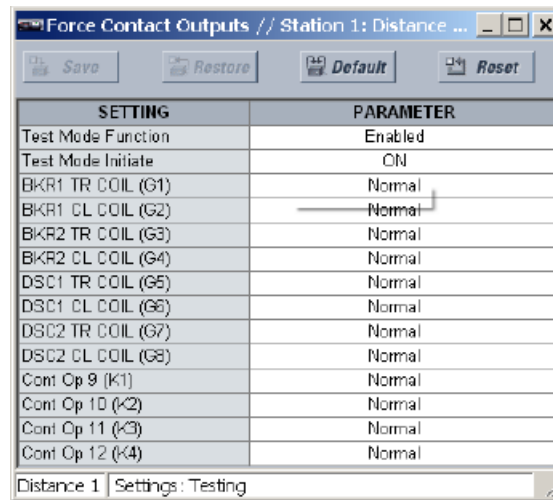 Force Contact Outputs // Station 1: Distance ...
Save Restore Default Reset
SETTING PARAMETER
Test Mode Function Enabled
Test Mode Initiate ON
BKR1 TR COIL (G1) Normal
BKR1 CL COIL (G2) Normal
BKR2 TR COIL (G3) Normal
BKR2 CL COIL (G4) Normal
DSC1 TR COIL (G5) Normal
DSC1 CL COIL (G6) Normal
DSC2 TR COIL (G7) Normal
DSC2 CL COIL (G8) Normal
Cont Op 9 (K1) Normal
Cont Op 10 (K2) Normal
Cont Op 11 (K3) Normal
Cont Op 12 (K4) Normal
Distance 1 Settings: Testing